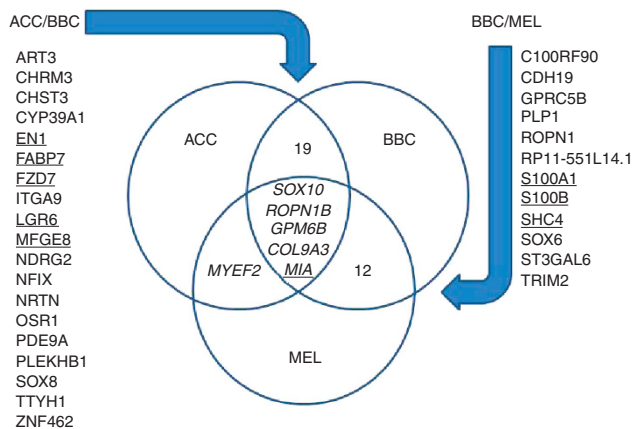 ACC/BBC
ART3
CHRM3
CHST3
CYP39A1
EN1
FABP7
FZD7
ITGA9
LGR6
MFGE8
NDRG2
NFIX
NRTN
OSR1
PDE9A
PLEKHB1
SOX8
TTYH1
ZNF462
ACC
19
BBC
SOX10
ROPN1B
GPM6B
COL9A3
MIA
MYEF2
12
MEL
BBC/MEL
C100RF90
CDH19
GPRC5B
PLP1
ROPN1
RP11-551L14.1
S100A1
S100B
SHC4
SOX6
ST3GAL6
TRIM2